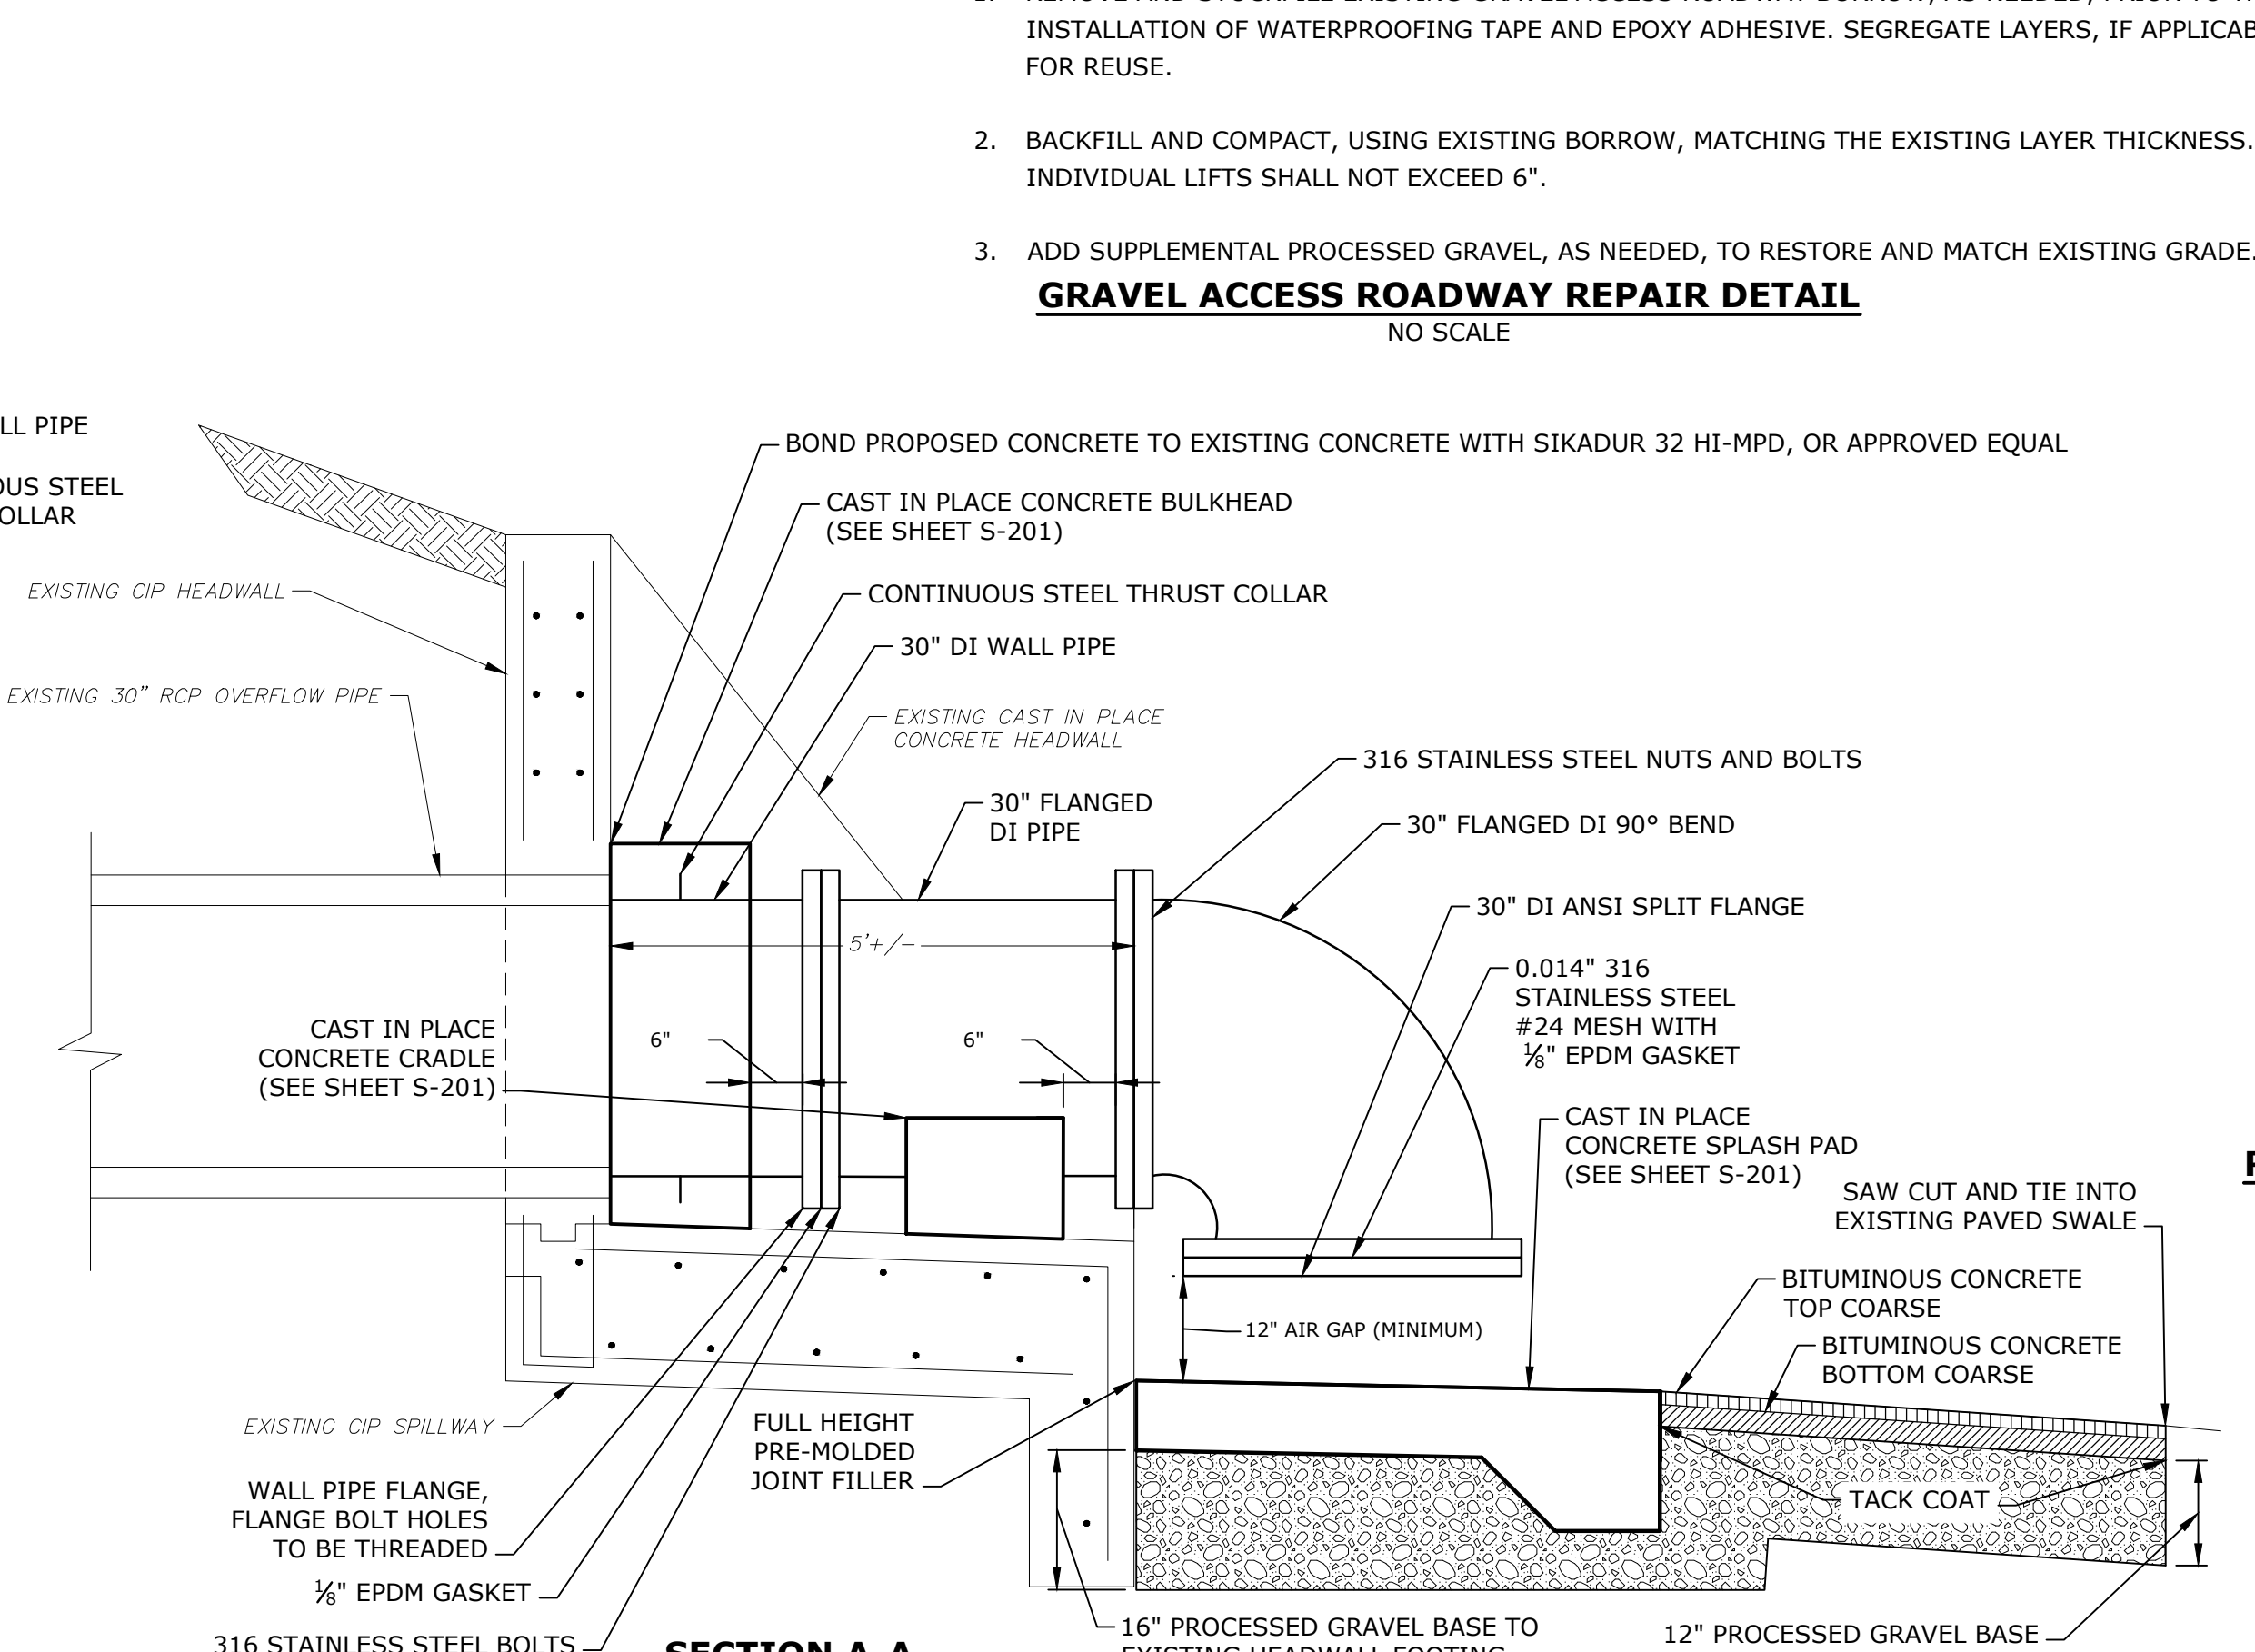 INSTALLATION OF WATERPROOFING TAPE AND EPOXY ADHESIVE. SEGREGATE LAYERS, IF
FOR REUSE.
2. BACKFILL AND COMPACT, USING EXISTING BORROW, MATCHING THE EXISTING LAYER THICKNESS.
INDIVIDUAL LIFTS SHALL NOT EXCEED 6".
3. ADD SUPPLEMENTAL PROCESSED GRAVEL, AS NEEDED, TO RESTORE AND MATCH EXISTING GRADE.
GRAVEL ACCESS ROADWAY REPAIR DETAIL
NO SCALE
LL PIPE
OUS STEEL
OLLAR
BOND PROPOSED CONCRETE TO EXISTING CONCRETE WITH SIKADUR 32 HI-MPD, OR APPROVED EQUAL
CAST IN PLACE CONCRETE BULKHEAD
(SEE SHEET S-201)
EXISTING CIP HEADWALL
CONTINUOUS STEEL THRUST COLLAR
30" DI WALL PIPE
EXISTING 30" RCP OVERFLOW PIPE
EXISTING CAST IN PLACE
CONCRETE HEADWALL
316 STAINLESS STEEL NUTS AND BOLTS
30" FLANGED
DI PIPE
30" FLANGED DI 90° BEND
30" DI ANSI SPLIT FLANGE
5'+/-
0.014" 316
STAINLESS STEEL
#24 MESH WITH
⅛" EPDM GASKET
CAST IN PLACE
CONCRETE CRADLE
(SEE SHEET S-201)
6"
6"
CAST IN PLACE
CONCRETE SPLASH PAD
(SEE SHEET S-201)
SAW CUT AND TIE INTO
EXISTING PAVED SWALE
BITUMINOUS CONCRETE
TOP COARSE
12" AIR GAP (MINIMUM)
BITUMINOUS CONCRETE
BOTTOM COARSE
EXISTING CIP SPILLWAY
FULL HEIGHT
PRE-MOLDED
JOINT FILLER
WALL PIPE FLANGE,
FLANGE BOLT HOLES
TO BE THREADED
TACK COAT
⅛" EPDM GASKET
316 STAINLESS STEEL BOLTS
SECTION A-A
16" PROCESSED GRAVEL BASE TO
EXISTING HEADWALL FOOTING
12" PROCESSED GRAVEL BASE